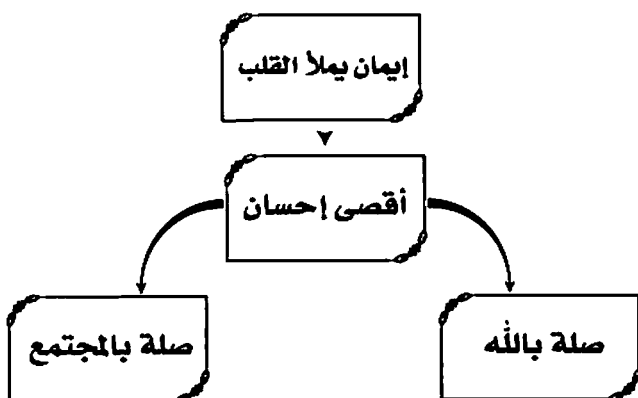 إيمان يملأ القلب
أقصى إحسان
صلة بالله
صلة بالمجتمع